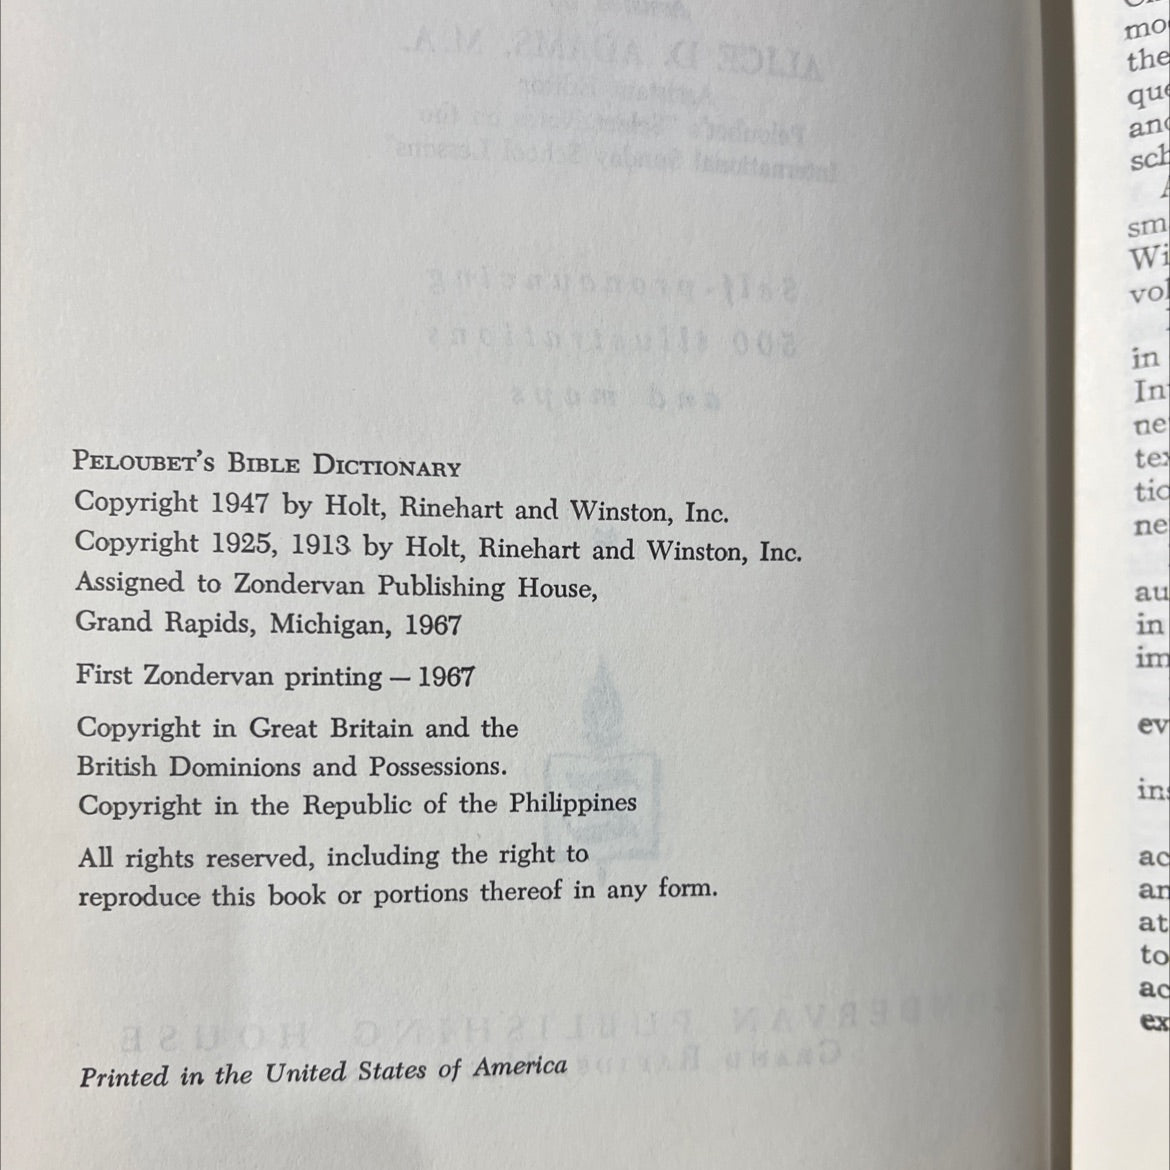 PELOUBET'S BIBLE DICTIONARY
Copyright 1947 by Holt, Rinehart and Winston, Inc.
Copyright 1925, 1913 by Holt, Rinehart and Winston, Inc.
Assigned to Zondervan Publishing House,
Grand Rapids, Michigan, 1967
First Zondervan printing — 1967
Copyright in Great Britain and the
British Dominions and Possessions.
Copyright in the Republic of the Philippines
All rights reserved, including the right to
reproduce this book or portions thereof in any form.
Printed in the United States of America